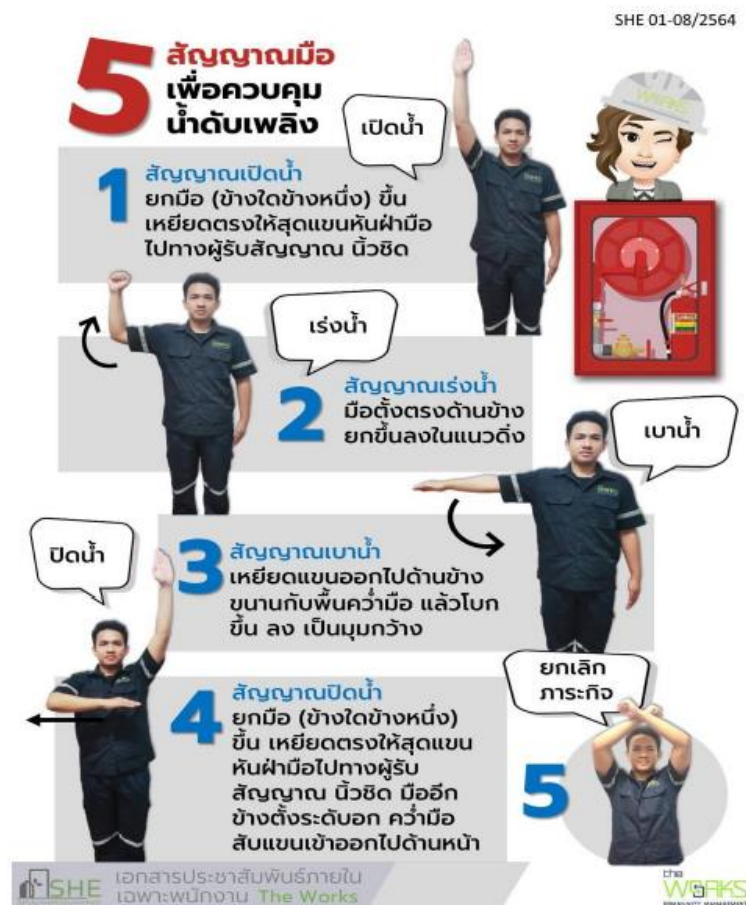 SHE 01-08/2564
5 สัญญาณมือ
เพื่อควบคุม
น้ำดับเพลิง
เปิดน้ำ
WORKS
1 สัญญาณเปิดน้ำ
ยกมือ (ข้างใดข้างหนึ่ง) ขึ้น
เหยียดตรงให้สุดแขนหันฝ่ามือ
ไปทางผู้รับสัญญาณ นิ้วชิด
เร่งน้ำ
2 สัญญาณเร่งน้ำ
มือตั้งตรงด้านข้าง
ยกขึ้นลงในแนวดิ่ง
เบาน้ำ
3 สัญญาณเบาน้ำ
เหยียดแขนออกไปด้านข้าง
ขนานกับพื้นคว่ำมือ แล้วโบก
ขึ้น ลง เป็นมุมกว้าง
ปิดน้ำ
4 สัญญาณปิดน้ำ
ยกมือ (ข้างใดข้างหนึ่ง)
ขึ้น เหยียดตรงให้สุดแขน
หันฝ่ามือไปทางผู้รับ
สัญญาณ นิ้วชิด มืออีก
ข้างตั้งระดับอก คว่ำมือ
สับแขนเข้าออกไปด้านหน้า
ยกเลิก
ภาระกิจ
5
SHE
เอกสารประชาสัมพันธ์ภายใน
เฉพาะพนักงาน The Works
the
WORKS
COMMUNITY MANAGEMENT